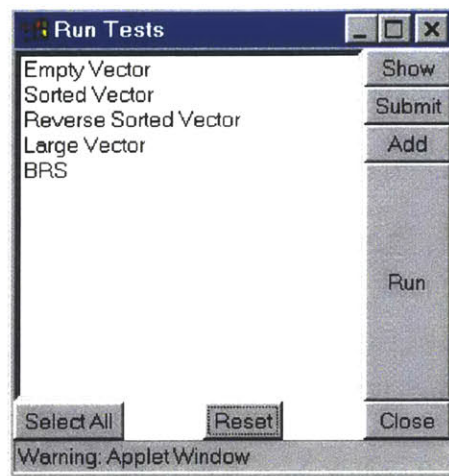 Run Tests
Empty Vector
Sorted Vector
Reverse Sorted Vector
Large Vector
BRS
Show
Submit
Add
Run
Select All
Reset
Close
Warning: Applet Window